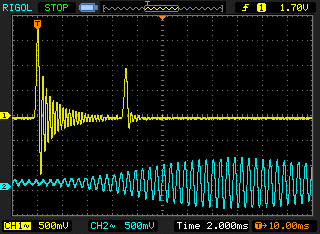 RIGOL STOP 1 1.70V
T
1
2
CH1~ 500mV CH2~ 500mV Time 2.000ms T→10.00ms